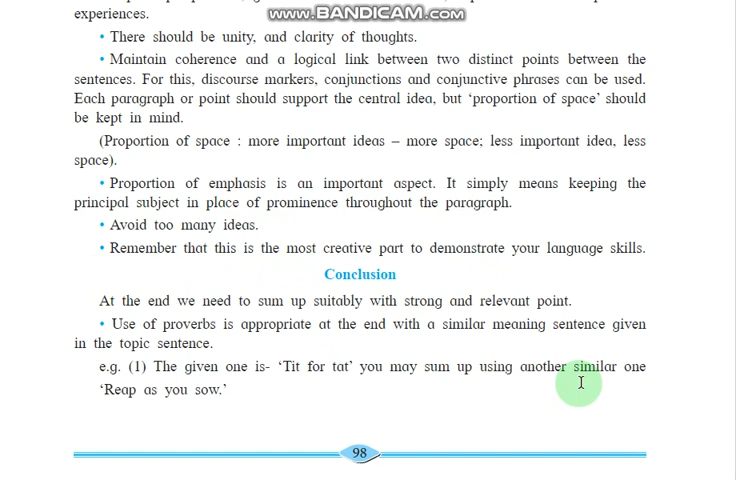 www.BANDICAM.com
experiences.
• There should be unity, and clarity of thoughts.
• Maintain coherence and a logical link between two distinct points between the
sentences. For this, discourse markers, conjunctions and conjunctive phrases can be used.
Each paragraph or point should support the central idea, but ‘proportion of space’ should
be kept in mind.
(Proportion of space : more important ideas – more space; less important idea, less
space).
• Proportion of emphasis is an important aspect. It simply means keeping the
principal subject in place of prominence throughout the paragraph.
• Avoid too many ideas.
• Remember that this is the most creative part to demonstrate your language skills.
Conclusion
At the end we need to sum up suitably with strong and relevant point.
• Use of proverbs is appropriate at the end with a similar meaning sentence given
in the topic sentence.
e.g. (1) The given one is- ‘Tit for tat’ you may sum up using another similar one
‘Reap as you sow.’
98